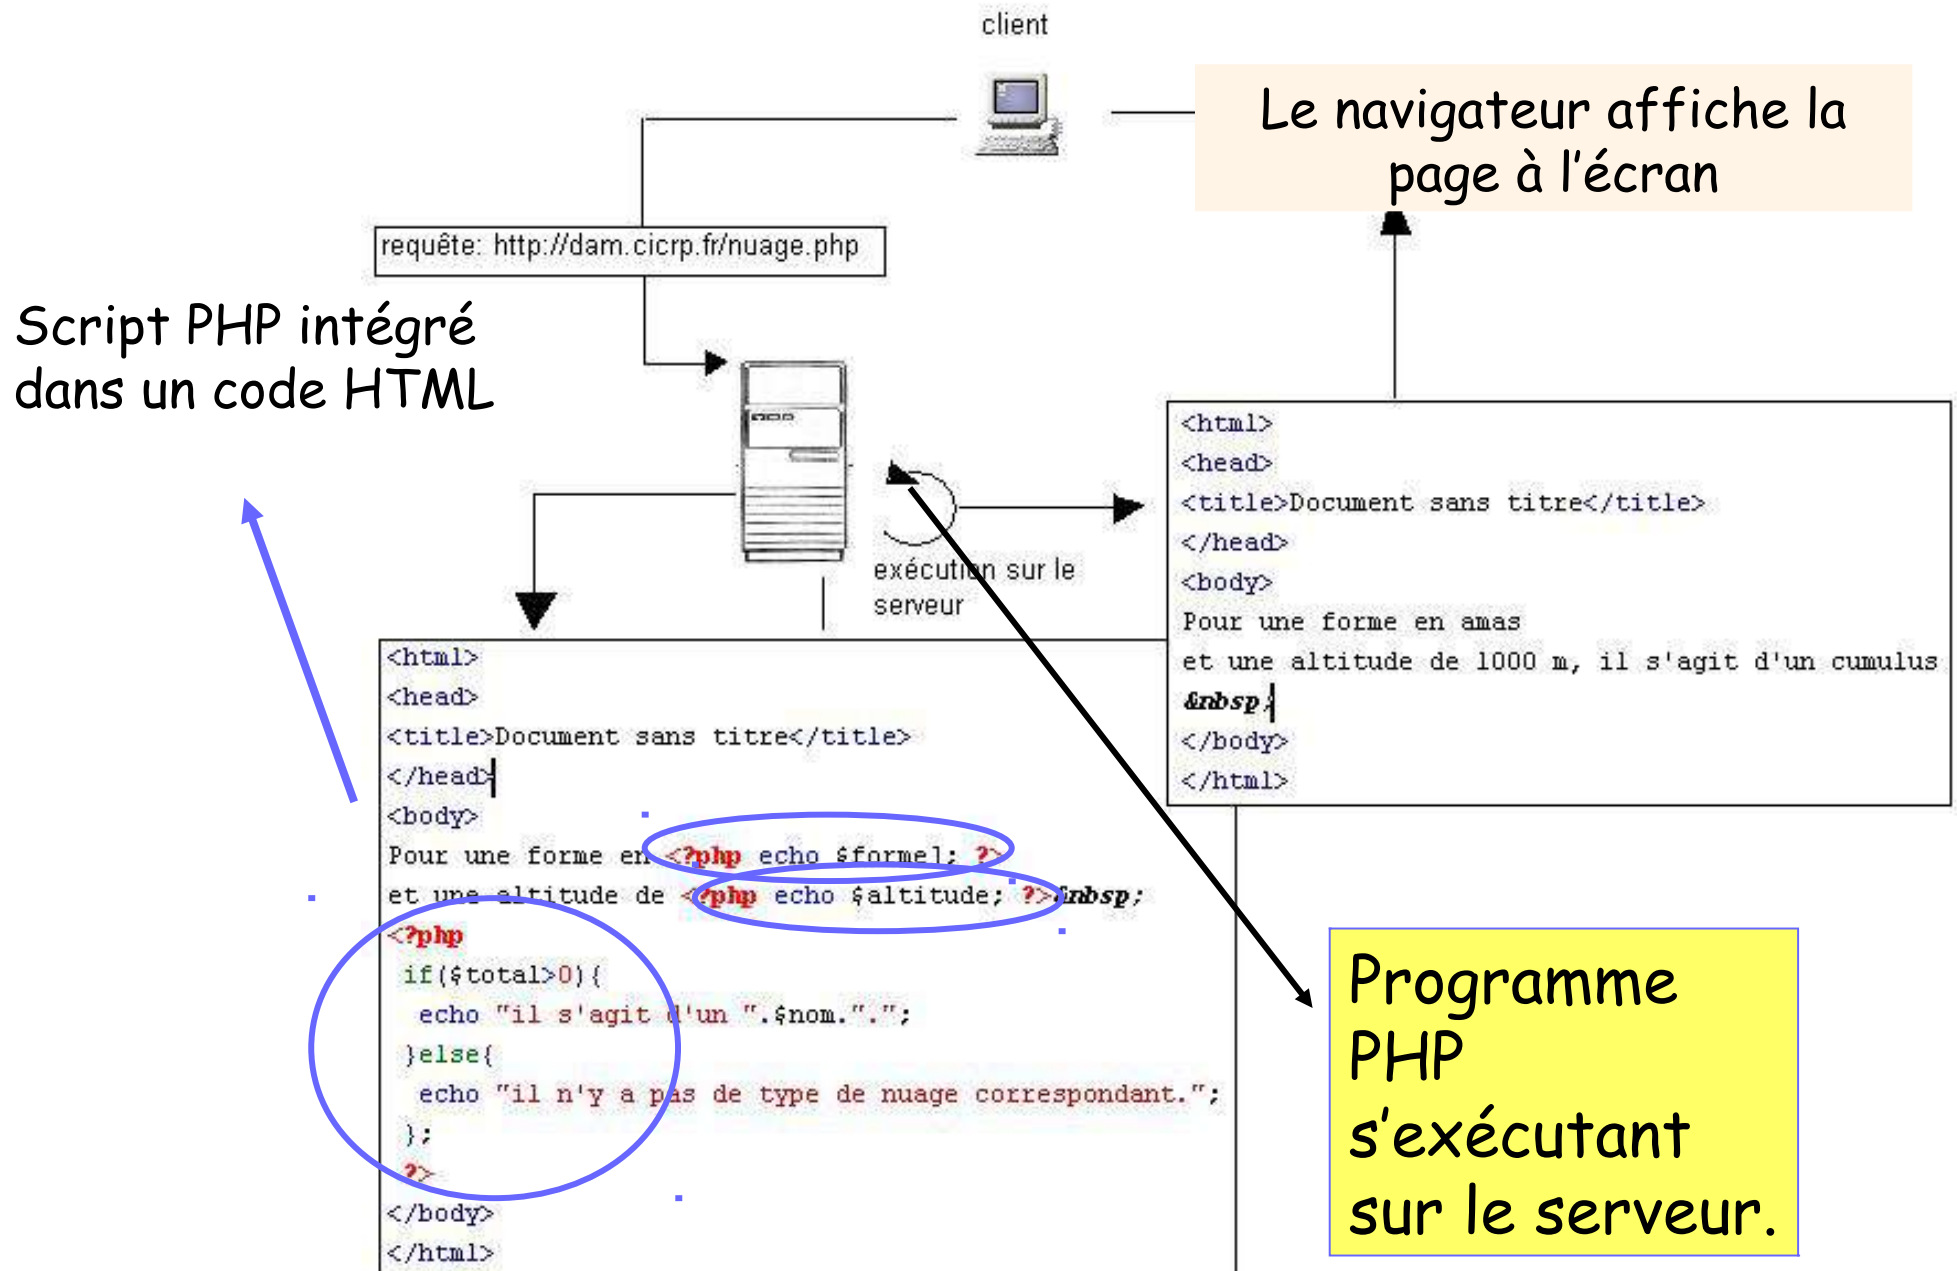 client
Le navigateur affiche la
page à l'écran
requête: http://dam.cicrp.fr/nuage.php
Script PHP intégré
dans un code HTML
exécution sur le
serveur
<html>
<head>
<title>Document sans titre</title>
</head>
<body>
Pour une forme en amas
et une altitude de 1000 m, il s'agit d'un cumulus
&nbsp;
</body>
</html>
<html>
<head>
<title>Document sans titre</title>
</head>
<body>
Pour une forme en <?php echo $forme1; ?>
et une altitude de <?php echo $altitude; ?>&nbsp;
<?php
if($total>0){
echo "il s'agit d'un ".$nom.".";
}else{
echo "il n'y a pas de type de nuage correspondant.";
};
?>
</body>
</html>
Programme
PHP
s'exécutant
sur le serveur.